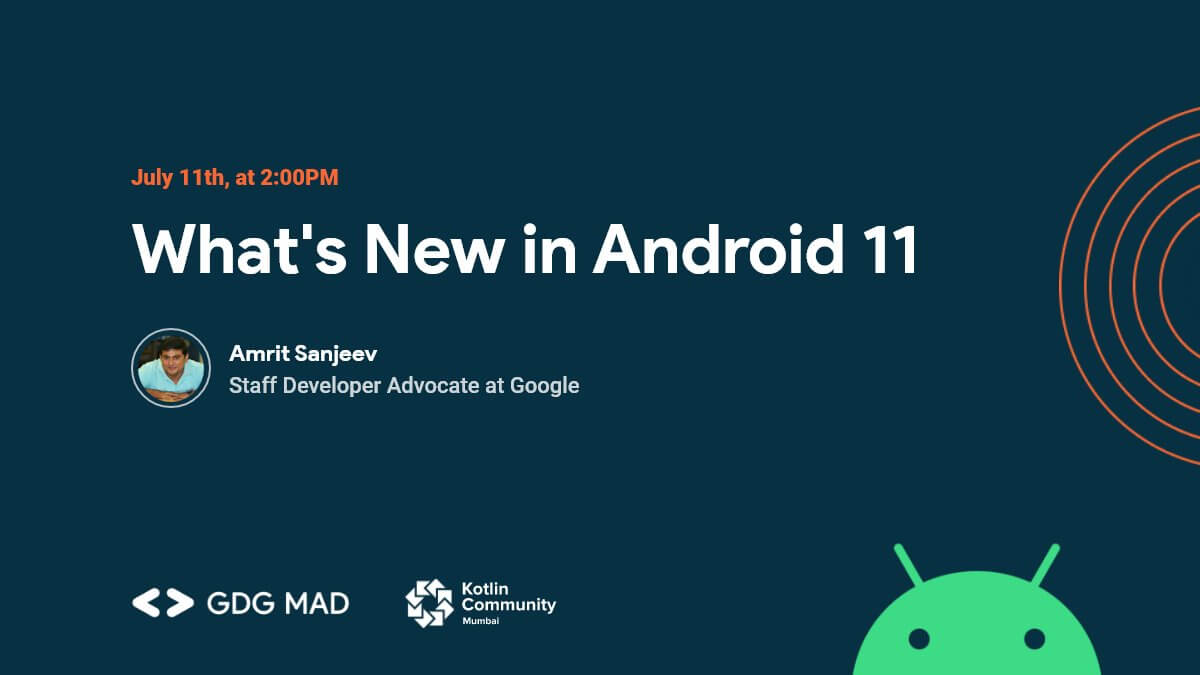 July 11th, at 2:00PM
What's New in Android 11
Amrit Sanjeev
Staff Developer Advocate at Google
GDG MAD
Kotlin
Community
Mumbai